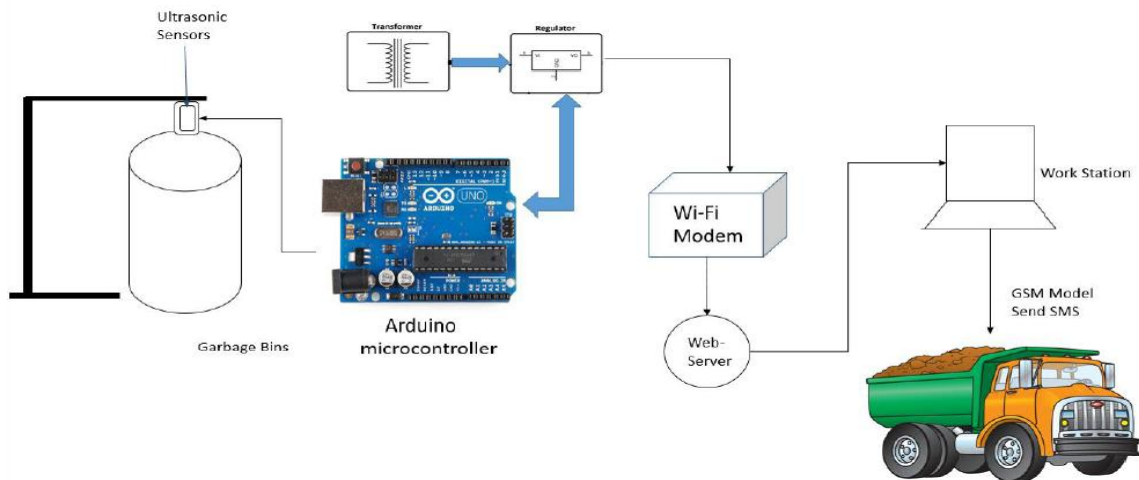 Ultrasonic
Sensors
Transformer
Regulator
ARDUINO
UNO
Wi-Fi
Modem
Work Station
GSM Model
Send SMS
Web-
Server
Arduino
microcontroller
Garbage Bins